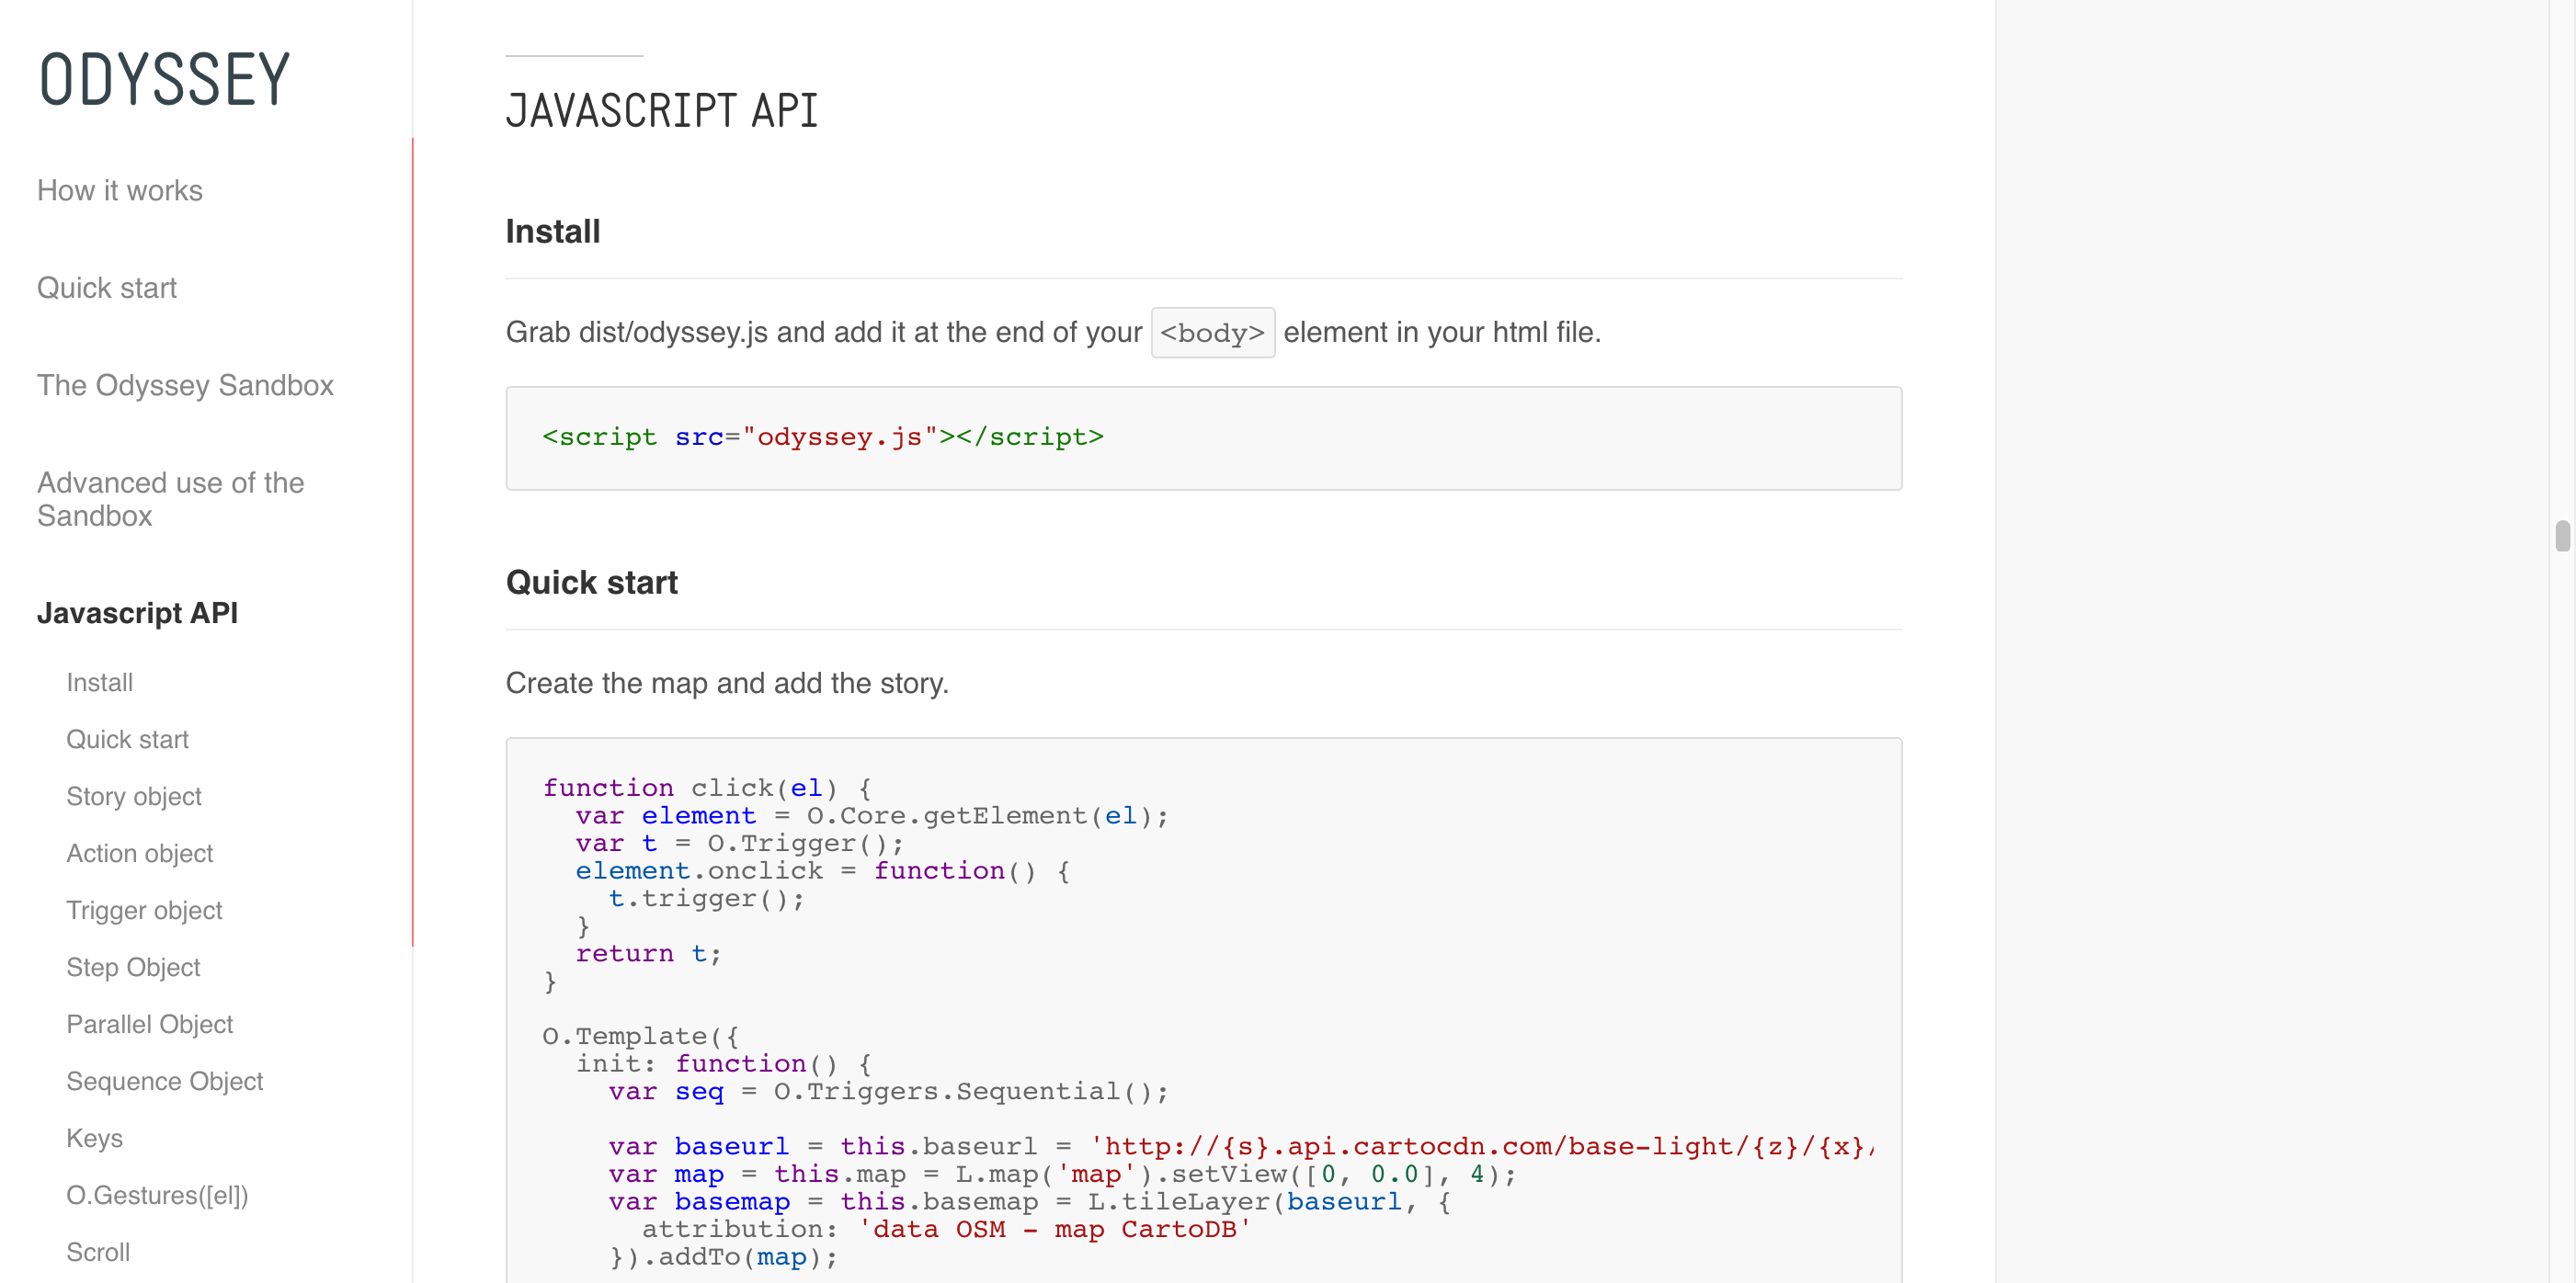 ODYSSEY
How it works
Quick start
The Odyssey Sandbox
Advanced use of the
Sandbox
Javascript API
Install
Quick start
Story object
Action object
Trigger object
Step Object
Parallel Object
Sequence Object
Keys
O.Gestures([el])
Scroll
JAVASCRIPT API
Install
Grab dist/odyssey.js and add it at the end of your <body> element in your html file.
<script src="odyssey.js"></script>
Quick start
Create the map and add the story.
function click(el) {
  var element = O.Core.getElement(el);
  var t = O.Trigger();
  element.onclick = function() {
    t.trigger();
  }
  return t;
}
O.Template({
  init: function() {
    var seq = O.Triggers.Sequential();
    var baseurl = this.baseurl = 'http://{s}.api.cartocdn.com/base-light/{z}/{x}/
    var map = this.map = L.map('map').setView([0, 0.0], 4);
    var basemap = this.basemap = L.tileLayer(baseurl, {
      attribution: 'data OSM - map CartoDB'
    }).addTo(map);